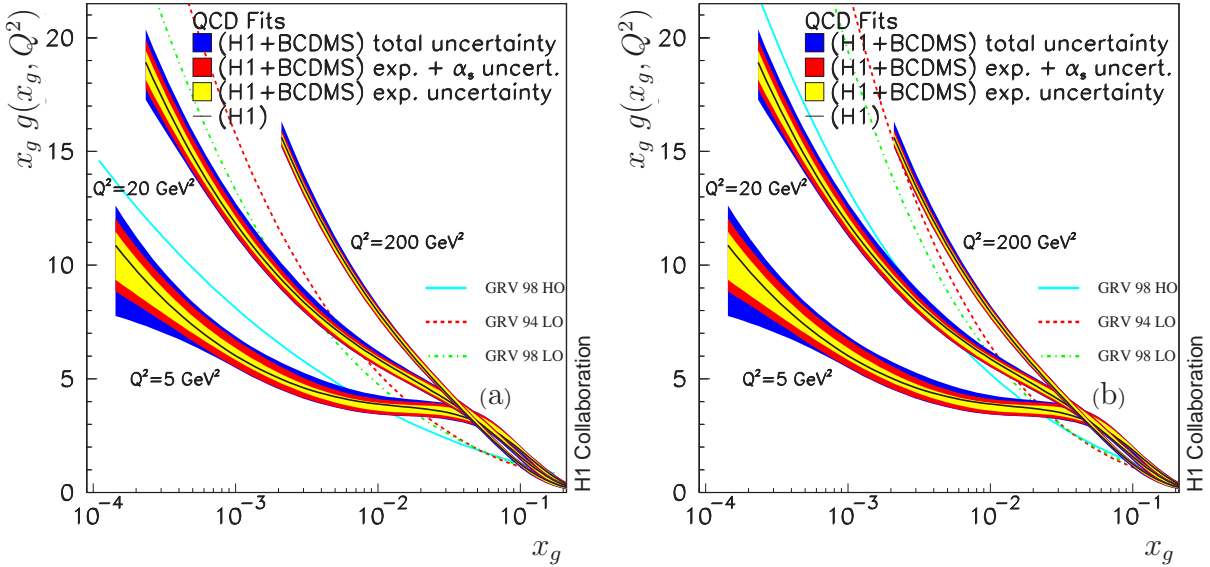 x_g g(x_g, Q²)
QCD Fits
(H1+BCDMS) total uncertainty
(H1+BCDMS) exp. + αₛ uncert.
(H1+BCDMS) exp. uncertainty
(H1)
20
15
10
5
0
Q²=20 GeV²
Q²=200 GeV²
Q²=5 GeV²
GRV 98 HO
GRV 94 LO
GRV 98 LO
(a)
H1 Collaboration
10⁻⁴ 10⁻³ 10⁻² 10⁻¹
x_g
x_g g(x_g, Q²)
QCD Fits
(H1+BCDMS) total uncertainty
(H1+BCDMS) exp. + αₛ uncert.
(H1+BCDMS) exp. uncertainty
(H1)
20
15
10
5
0
Q²=20 GeV²
Q²=200 GeV²
Q²=5 GeV²
GRV 98 HO
GRV 94 LO
GRV 98 LO
(b)
H1 Collaboration
10⁻⁴ 10⁻³ 10⁻² 10⁻¹
x_g